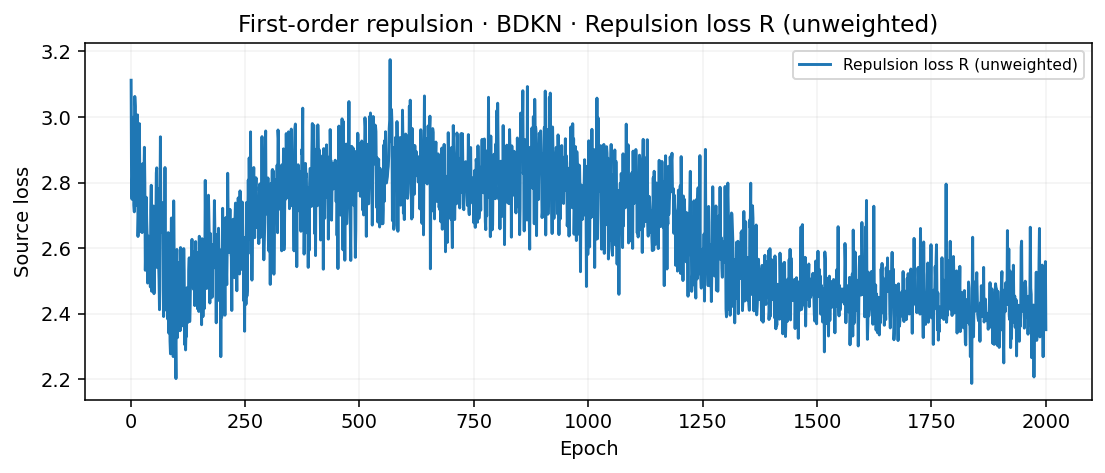 First-order repulsion · BDKN · Repulsion loss R (unweighted)
Repulsion loss R (unweighted)
Source loss
3.2
3.0
2.8
2.6
2.4
2.2
0 250 500 750 1000 1250 1500 1750 2000
Epoch